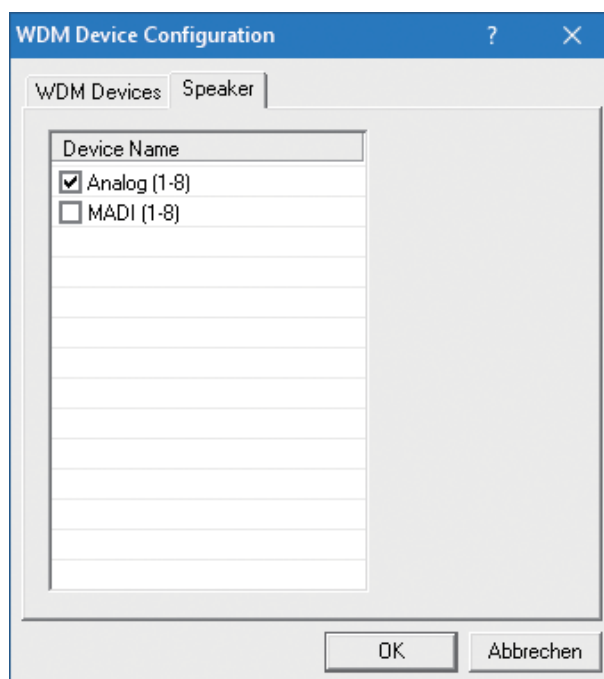 WDM Device Configuration ?
WDM Devices Speaker
Device Name
Analog (1-8)
MADI (1-8)
OK Abbrechen